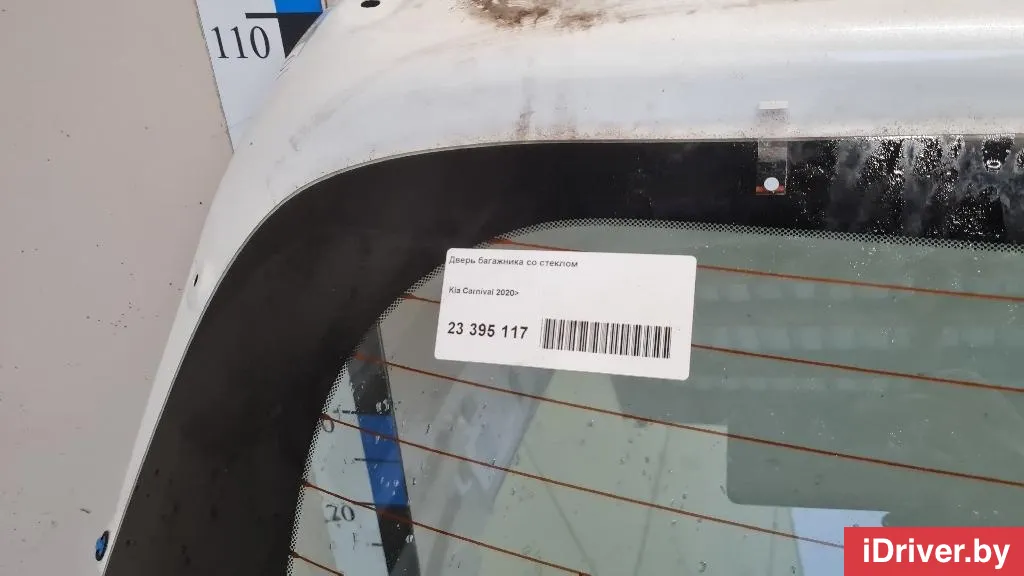 110
Дверь багажника со стеклом
Kia Carnival 2020>
23 395 117
20
iDriver.by